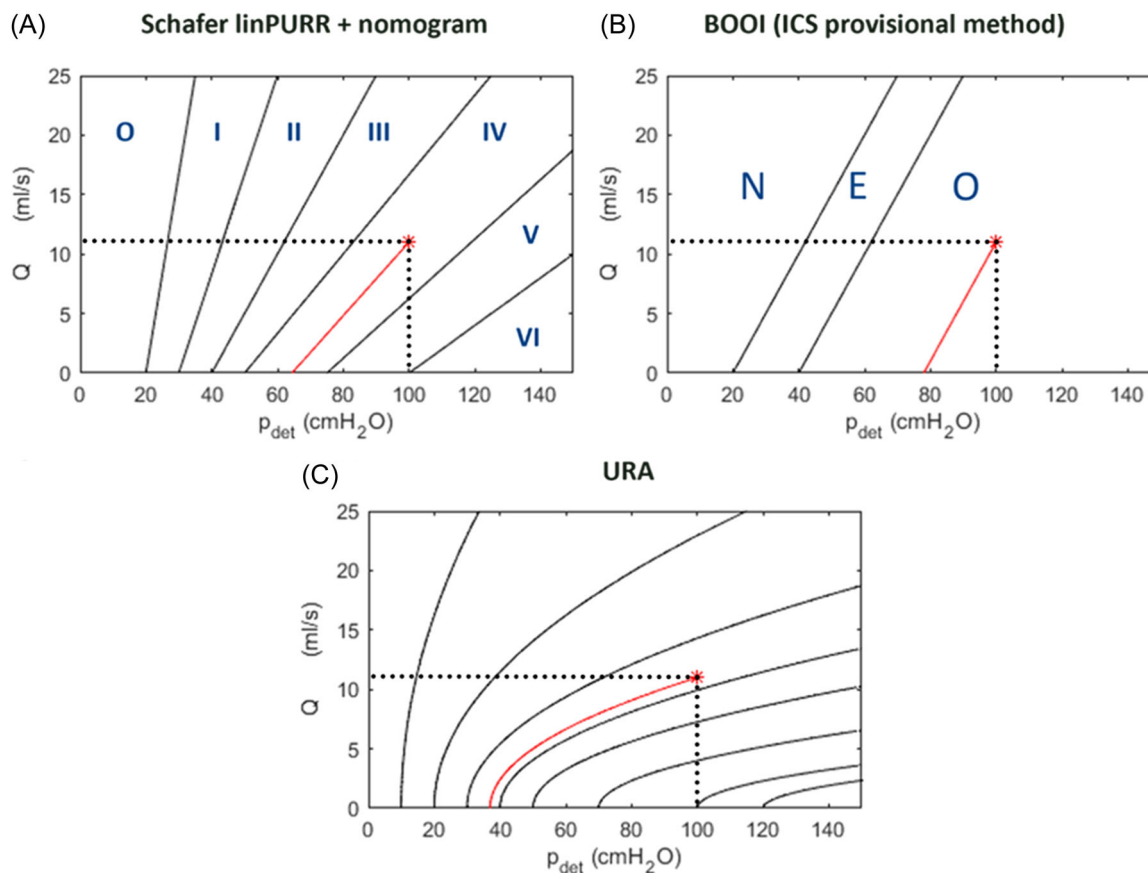 (A) Schafer linPURR + nomogram
25
20
15
10
5
0
Q (ml/s)
O I II III IV
V
VI
0 20 40 60 80 100 120 140
p_det (cmH₂O)
(B) BOOI (ICS provisional method)
25
20
15
10
5
0
Q (ml/s)
N E O
0 20 40 60 80 100 120 140
p_det (cmH₂O)
(C) URA
25
20
15
10
5
0
Q (ml/s)
0 20 40 60 80 100 120 140
p_det (cmH₂O)